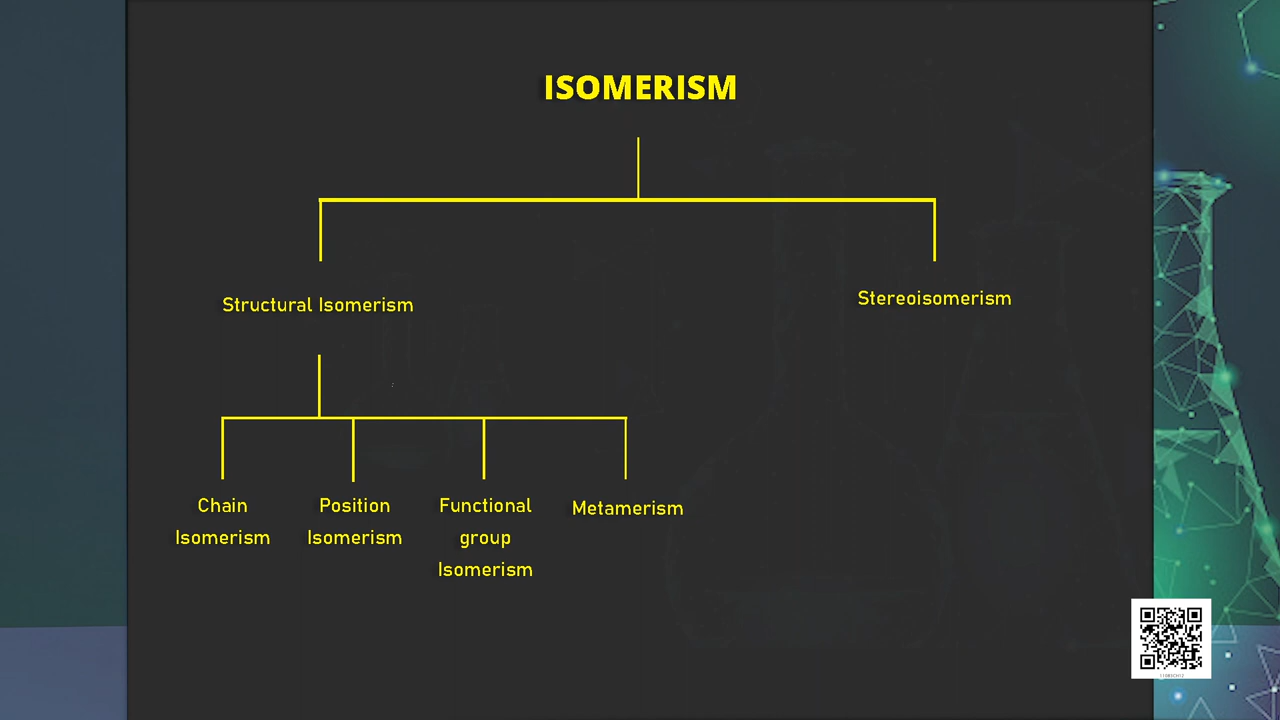 ISOMERISM
Structural Isomerism
Stereoisomerism
Chain
Isomerism
Position
Isomerism
Functional
group
Isomerism
Metamerism